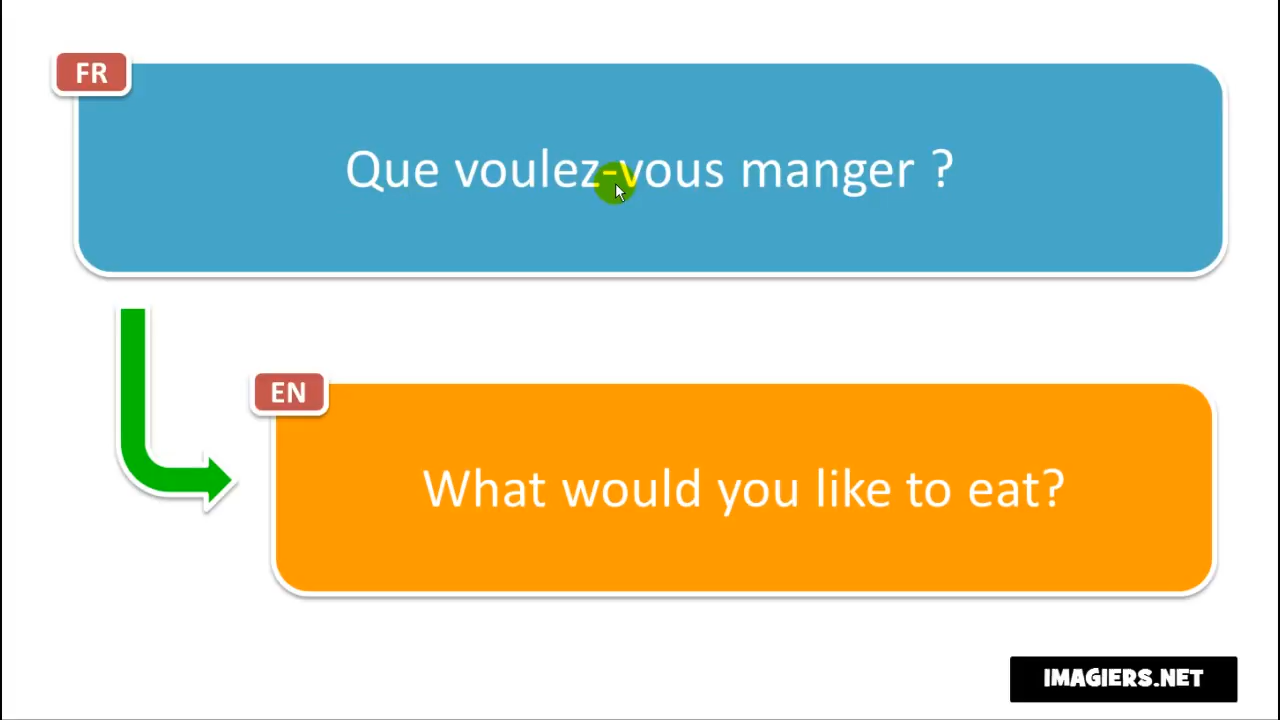 FR
Que voulez-vous manger ?
EN
What would you like to eat?
IMAGIERS.NET